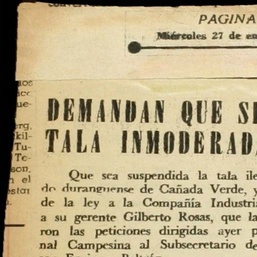 PAGINA
Miércoles 27 de en
DEMANDAN QUE SE
TALA INMODERADA
Que sea suspendida la tala ile
do duranguense de Cañada Verde, y
de la ley a la Compañía Industria
a su gerente Gilberto Rosas, que la
ron las peticiones dirigidas ayer p
nal Campesina al Subsecretario de